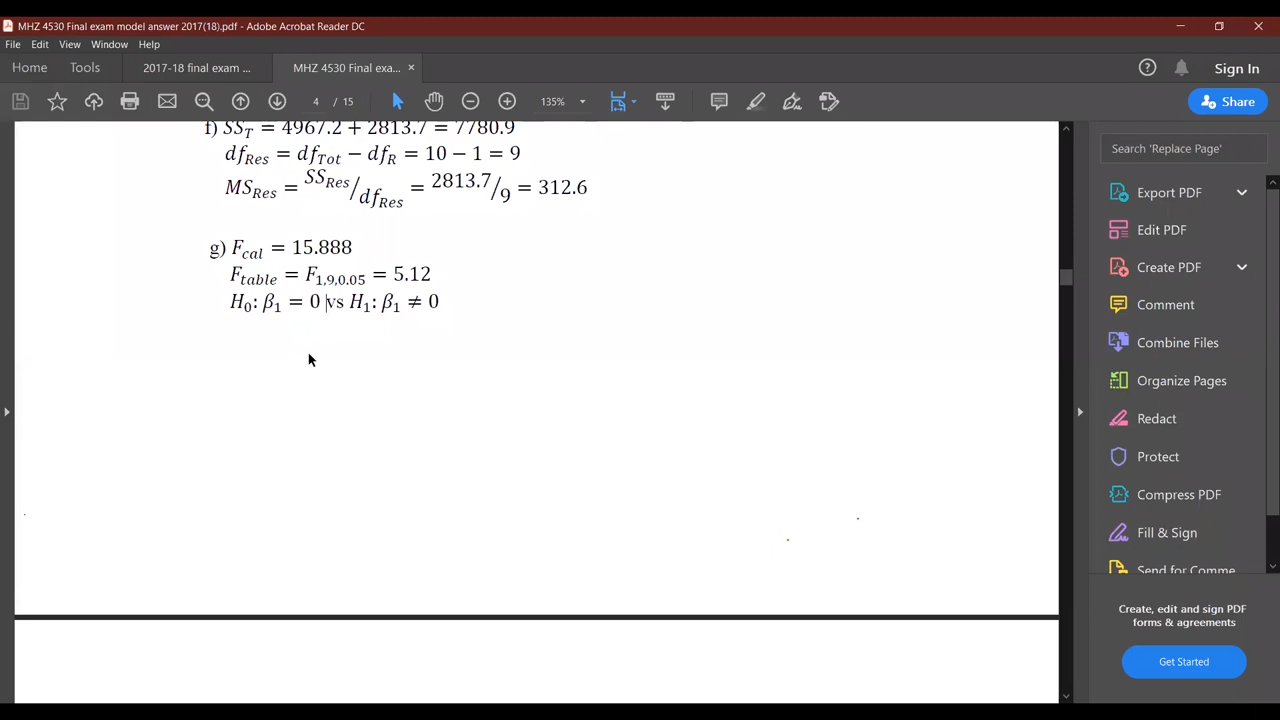 MHZ 4530 Final exam model answer 2017(18).pdf - Adobe Acrobat Reader DC
File Edit View Window Help
Home Tools 2017-18 final exam ... MHZ 4530 Final exa... × Sign In
4 / 15 135% Share
f) SS_T = 4967.2 + 2813.7 = 7780.9
df_Res = df_Tot − df_R = 10 − 1 = 9
MS_Res = SS_Res/df_Res = 2813.7/9 = 312.6
g) F_cal = 15.888
F_table = F_1,9,0.05 = 5.12
H_0: β_1 = 0 vs H_1: β_1 ≠ 0
Search 'Replace Page'
Export PDF
Edit PDF
Create PDF
Comment
Combine Files
Organize Pages
Redact
Protect
Compress PDF
Fill & Sign
Send for Comme
Create, edit and sign PDF
forms & agreements
Get Started